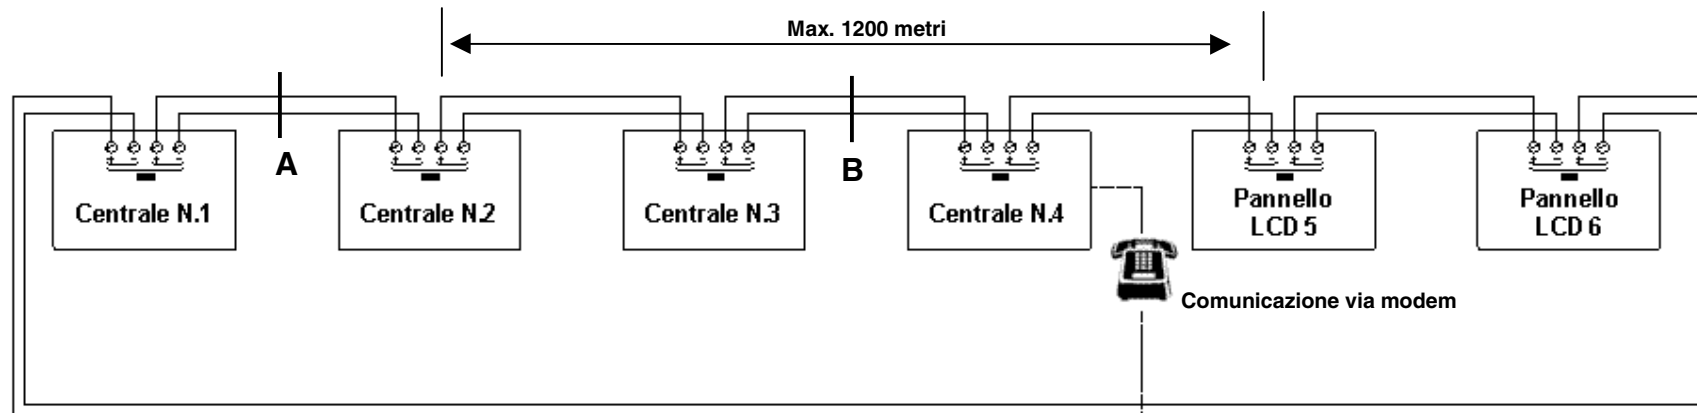 Max. 1200 metri
A
B
Centrale N.1
Centrale N.2
Centrale N.3
Centrale N.4
Pannello
LCD 5
Pannello
LCD 6
Comunicazione via modem